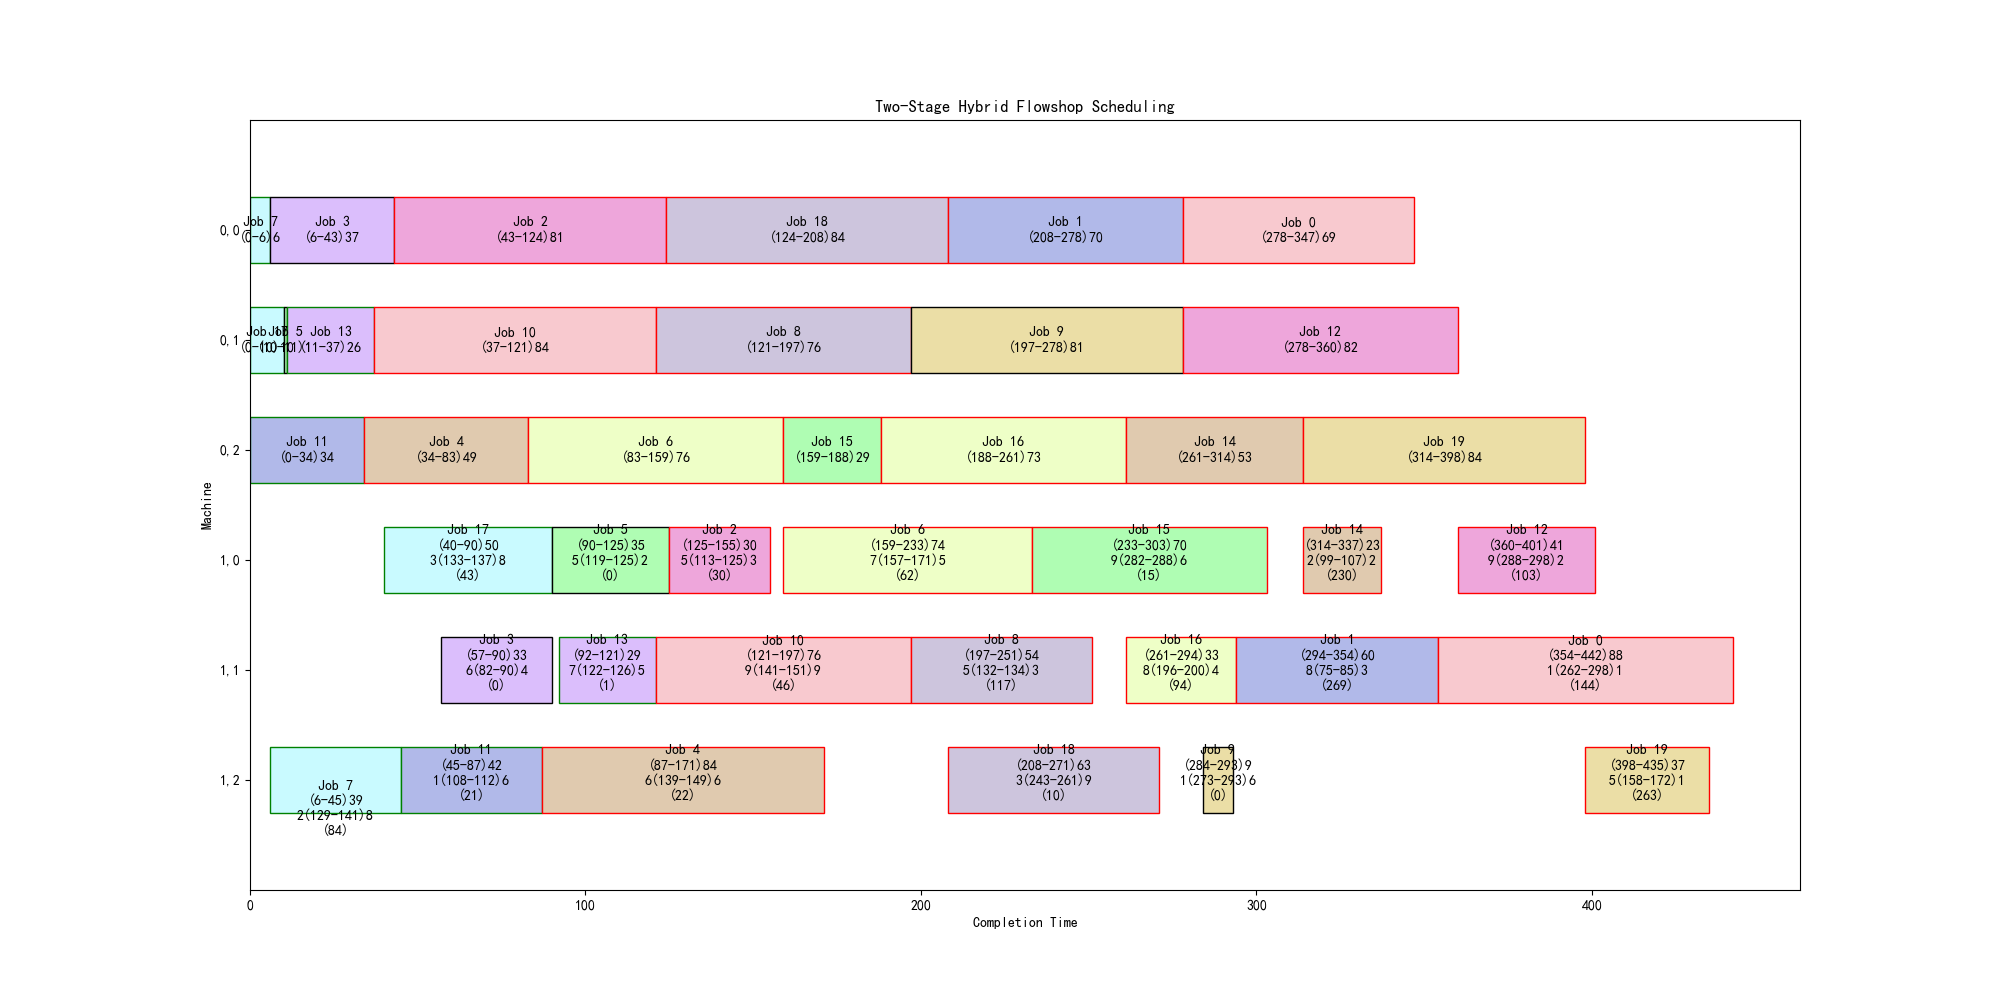 Two-Stage Hybrid Flowshop Scheduling
0,0
Job 7
(0-6)6
Job 3
(6-43)37
Job 2
(43-124)81
Job 18
(124-208)84
Job 1
(208-278)70
Job 0
(278-347)69
0,1
Job 5
Job 13
(11-37)26
Job 10
(37-121)84
Job 8
(121-197)76
Job 9
(197-278)81
Job 12
(278-360)82
0,2
Job 11
(0-34)34
Job 4
(34-83)49
Job 6
(83-159)76
Job 15
(159-188)29
Job 16
(188-261)73
Job 14
(261-314)53
Job 19
(314-398)84
Machine
1,0
Job 17
(40-90)50
3(133-137)8
(43)
Job 5
(90-125)35
5(119-125)2
(0)
Job 2
(125-155)30
5(113-125)3
(30)
Job 6
(159-233)74
7(157-171)5
(62)
Job 15
(233-303)70
9(282-288)6
(15)
Job 14
(314-337)23
2(99-107)2
(230)
Job 12
(360-401)41
9(288-298)2
(103)
1,1
Job 3
(57-90)33
6(82-90)4
(0)
Job 13
(92-121)29
7(122-126)5
(1)
Job 10
(121-197)76
9(141-151)9
(46)
Job 8
(197-251)54
5(132-134)3
(117)
Job 16
(261-294)33
8(196-200)4
(94)
Job 1
(294-354)60
8(75-85)3
(269)
Job 0
(354-442)88
1(262-298)1
(144)
1,2
Job 7
(6-45)39
2(129-141)8
(84)
Job 11
(45-87)42
1(108-112)6
(21)
Job 4
(87-171)84
6(139-149)6
(22)
Job 18
(208-271)63
3(243-261)9
(10)
Job 9
(284-293)9
1(273-293)6
(0)
Job 19
(398-435)37
5(158-172)1
(263)
0
100
200
300
400
Completion Time